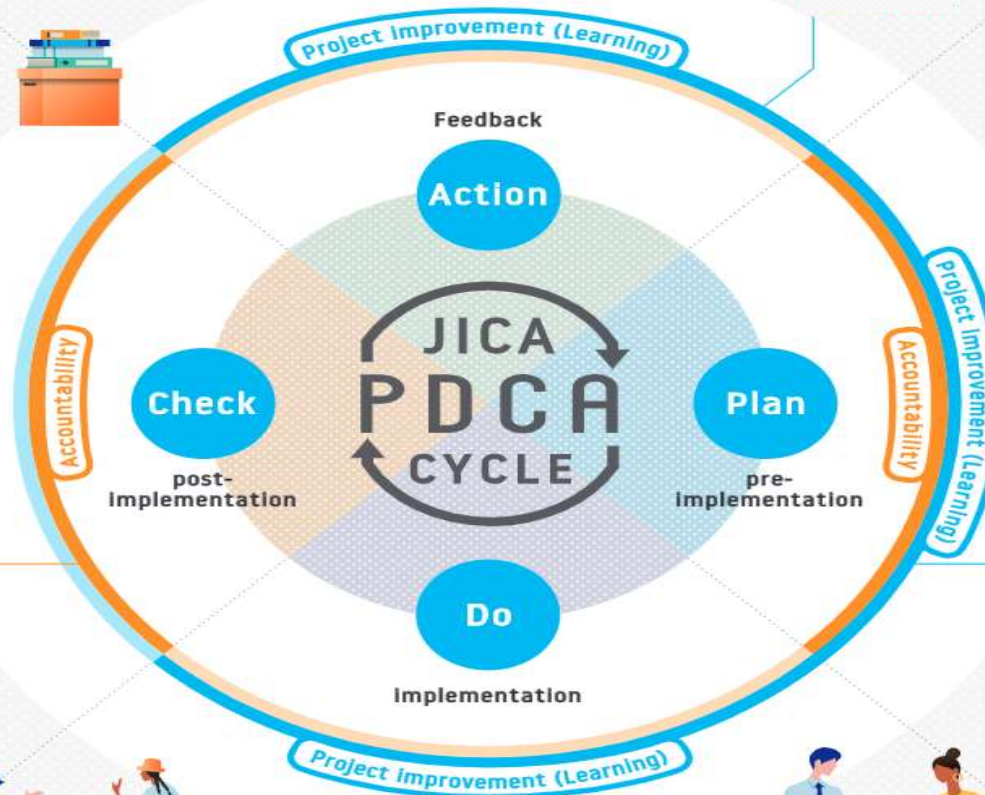 Project improvement (Learning)
Feedback
Action
JICA
PDCA
CYCLE
Check
post-
implementation
Accountability
Plan
pre-
implementation
Accountability
Project improvement (Learning)
Do
implementation
Project improvement (Learning)